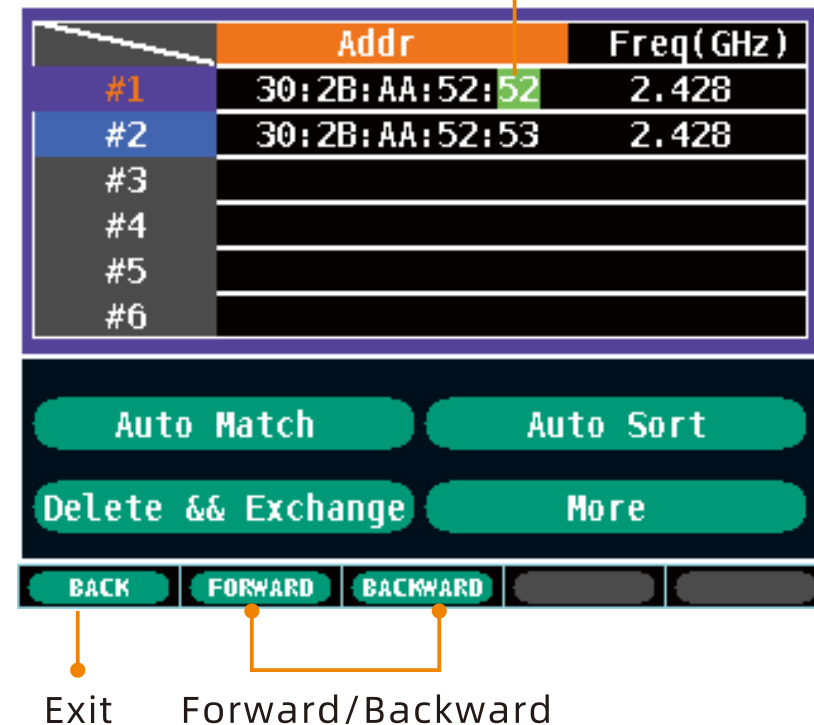 Addr Freq(GHz)
#1 30:2B:AA:52:52 2.428
#2 30:2B:AA:52:53 2.428
#3
#4
#5
#6
Auto Match Auto Sort
Delete && Exchange More
BACK FORWARD BACKWARD
Exit Forward/Backward